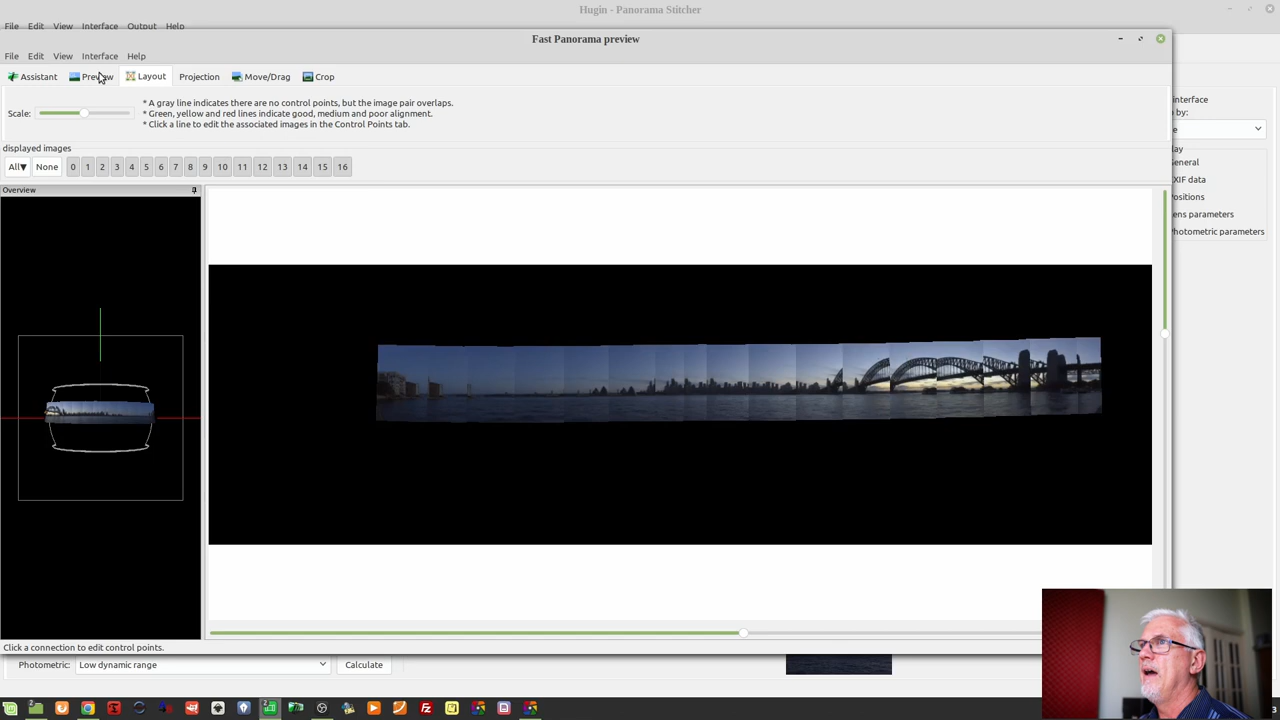 Hugin - Panorama Stitcher
File Edit View Interface Output Help
Fast Panorama preview
File Edit View Interface Help
Assistant Preview Layout Projection Move/Drag Crop
Scale:
* A gray line indicates there are no control points, but the image pair overlaps.
* Green, yellow and red lines indicate good, medium and poor alignment.
* Click a line to edit the associated images in the Control Points tab.
displayed images
All▾ None 0 1 2 3 4 5 6 7 8 9 10 11 12 13 14 15 16
Overview
interface
by:
General
Photometric parameters
Click a connection to edit control points.
Photometric: Low dynamic range Calculate